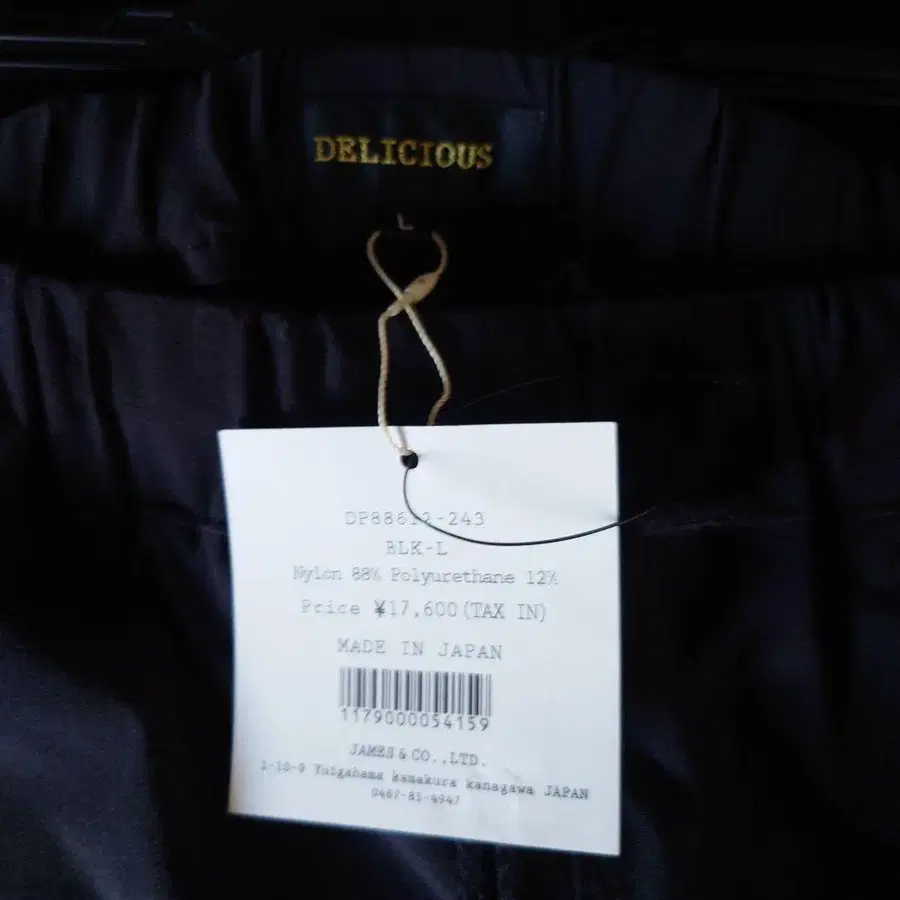 DELICIOUS
L
DP88612-243
BLK-L
Nylon 88% Polyurethane 12%
Price ¥17,600(TAX IN)
MADE IN JAPAN
1179000054159
JAMES & CO.,LTD.
1-10-9 Yuigahama kamakura kanagawa JAPAN
0467-81-4947